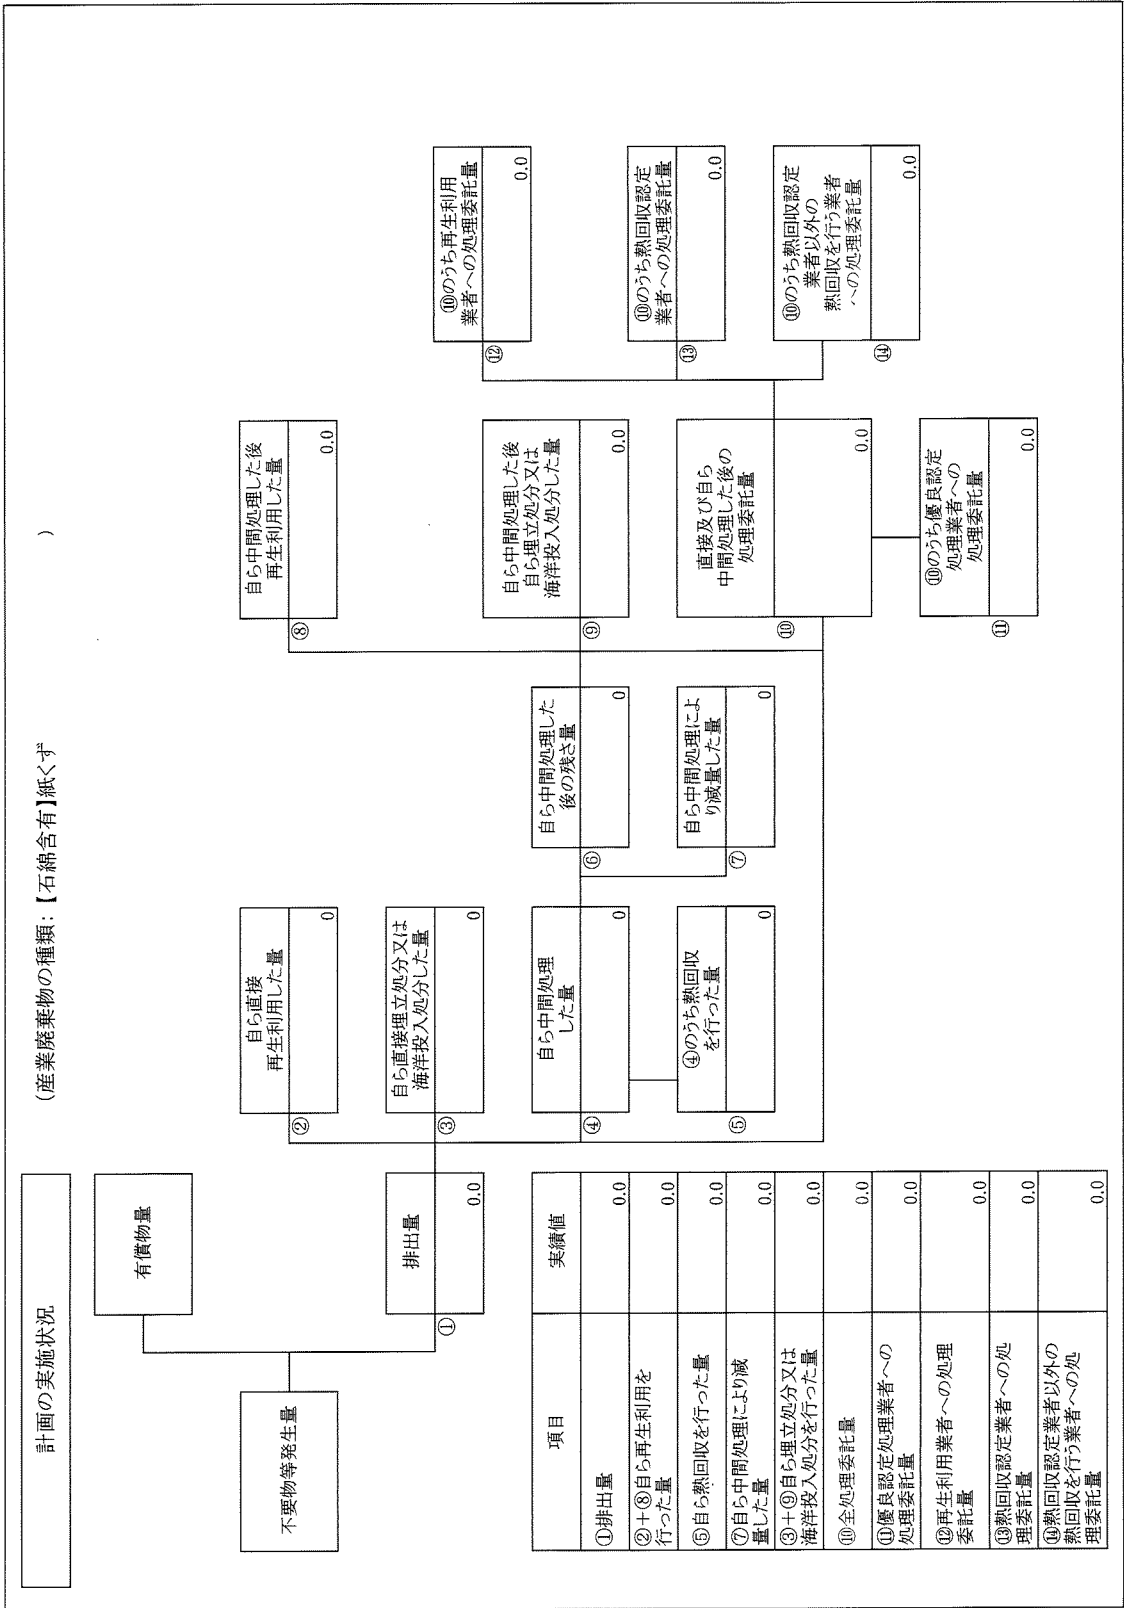 計画の実施状況
(産業廃棄物の種類：【石綿含有】紙くず　　　　　)
不要物等発生量
有償物量
①
排出量
0.0
②
自ら直接
再生利用した量
0
③
自ら直接埋立処分又は
海洋投入処分した量
0
④
自ら中間処理
した量
0
⑤
④のうち熱回収
を行った量
0
⑥
自ら中間処理した
後の残さ量
0
⑦
自ら中間処理によ
り減量した量
0
⑧
自ら中間処理した後
再生利用した量
0.0
⑨
自ら中間処理した後
自ら埋立処分又は
海洋投入処分した量
0.0
⑩
直接及び自ら
中間処理した後の
処理委託量
0.0
⑪
⑩のうち優良認定
処理業者への
処理委託量
0.0
⑫
⑩のうち再生利用
業者への処理委託量
0.0
⑬
⑩のうち熱回収認定
業者への処理委託量
0.0
⑭
⑩のうち熱回収認定
業者以外の
熱回収を行う業者
への処理委託量
0.0
項目　実績値
①排出量　0.0
②＋⑧自ら再生利用を
行った量　0.0
⑤自ら熱回収を行った量　0.0
⑦自ら中間処理により減
量した量　0.0
③＋⑨自ら埋立処分又は
海洋投入処分を行った量　0.0
⑩全処理委託量　0.0
⑪優良認定処理業者への
処理委託量　0.0
⑫再生利用業者への処理
委託量　0.0
⑬熱回収認定業者への処
理委託量　0.0
⑭熱回収認定業者以外の
熱回収を行う業者への処
理委託量　0.0